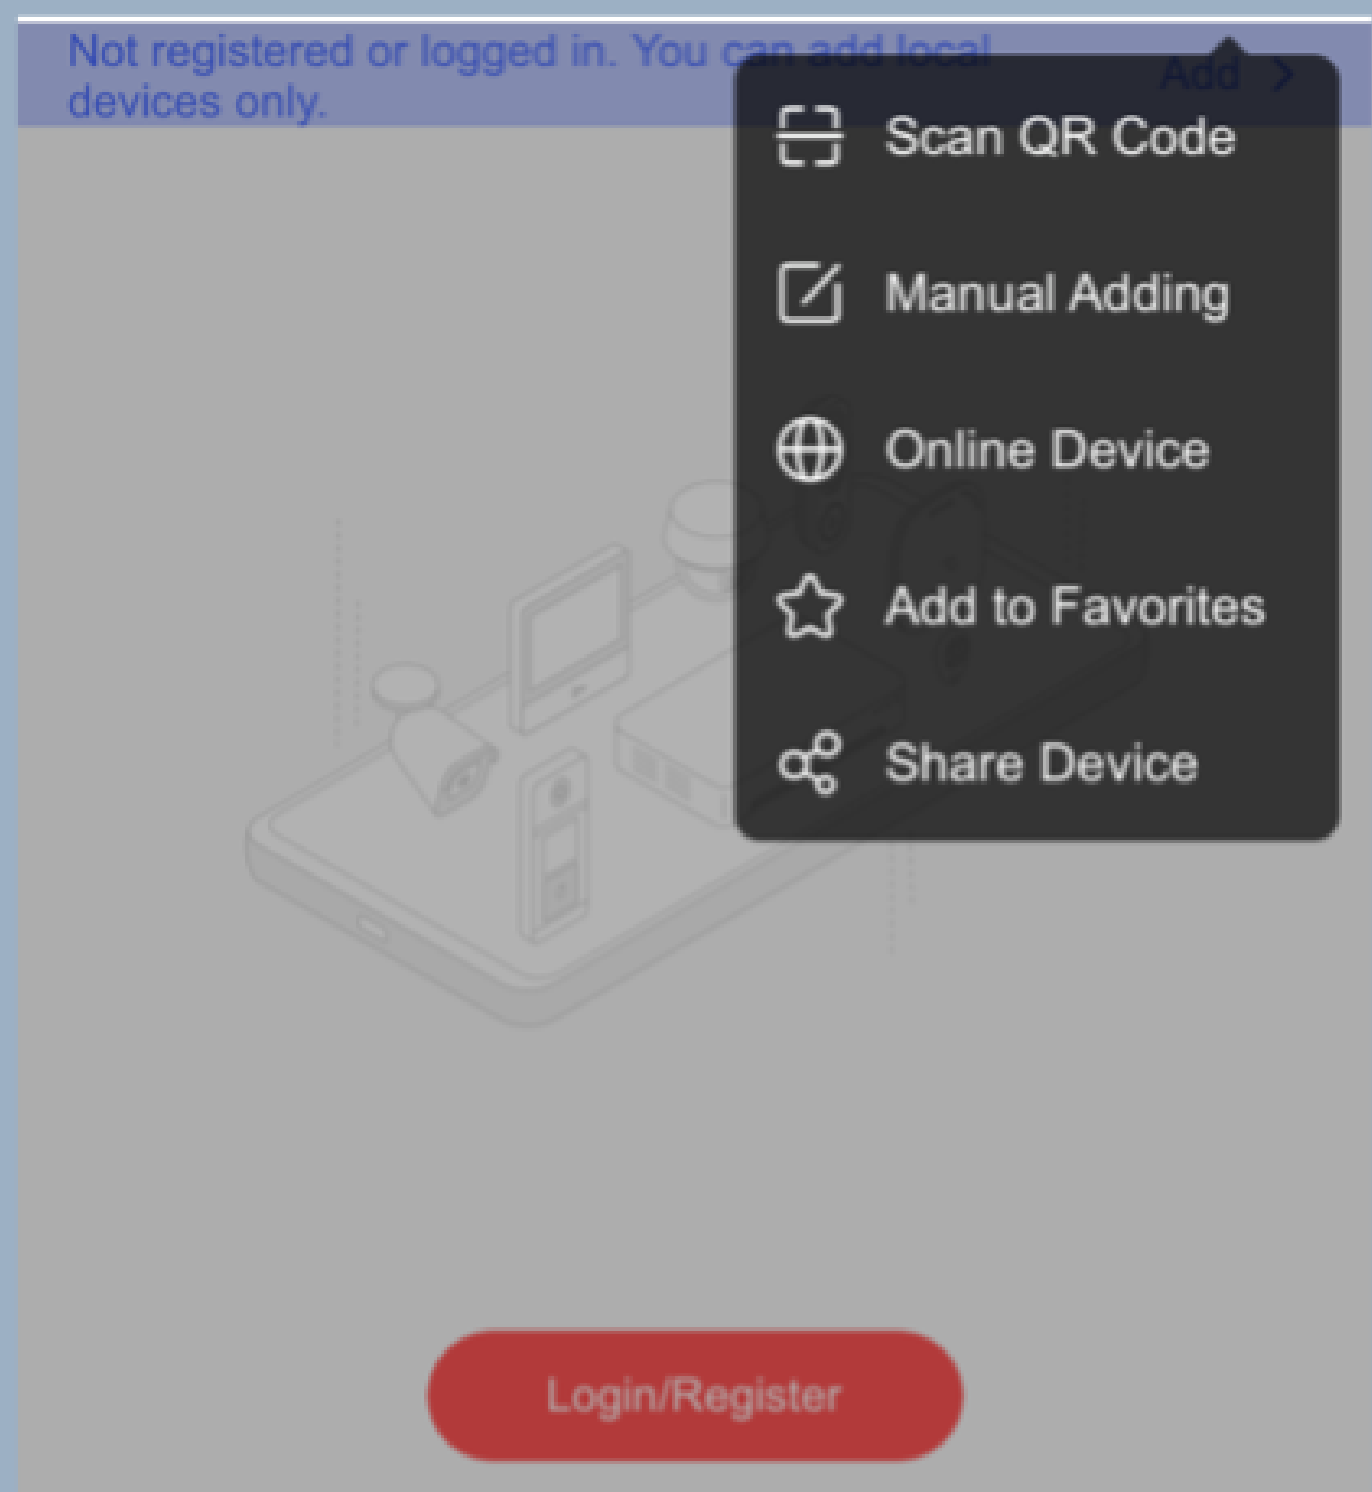 Not registered or logged in. You can add local
devices only.
Add >
Scan QR Code
Manual Adding
Online Device
Add to Favorites
Share Device
Login/Register